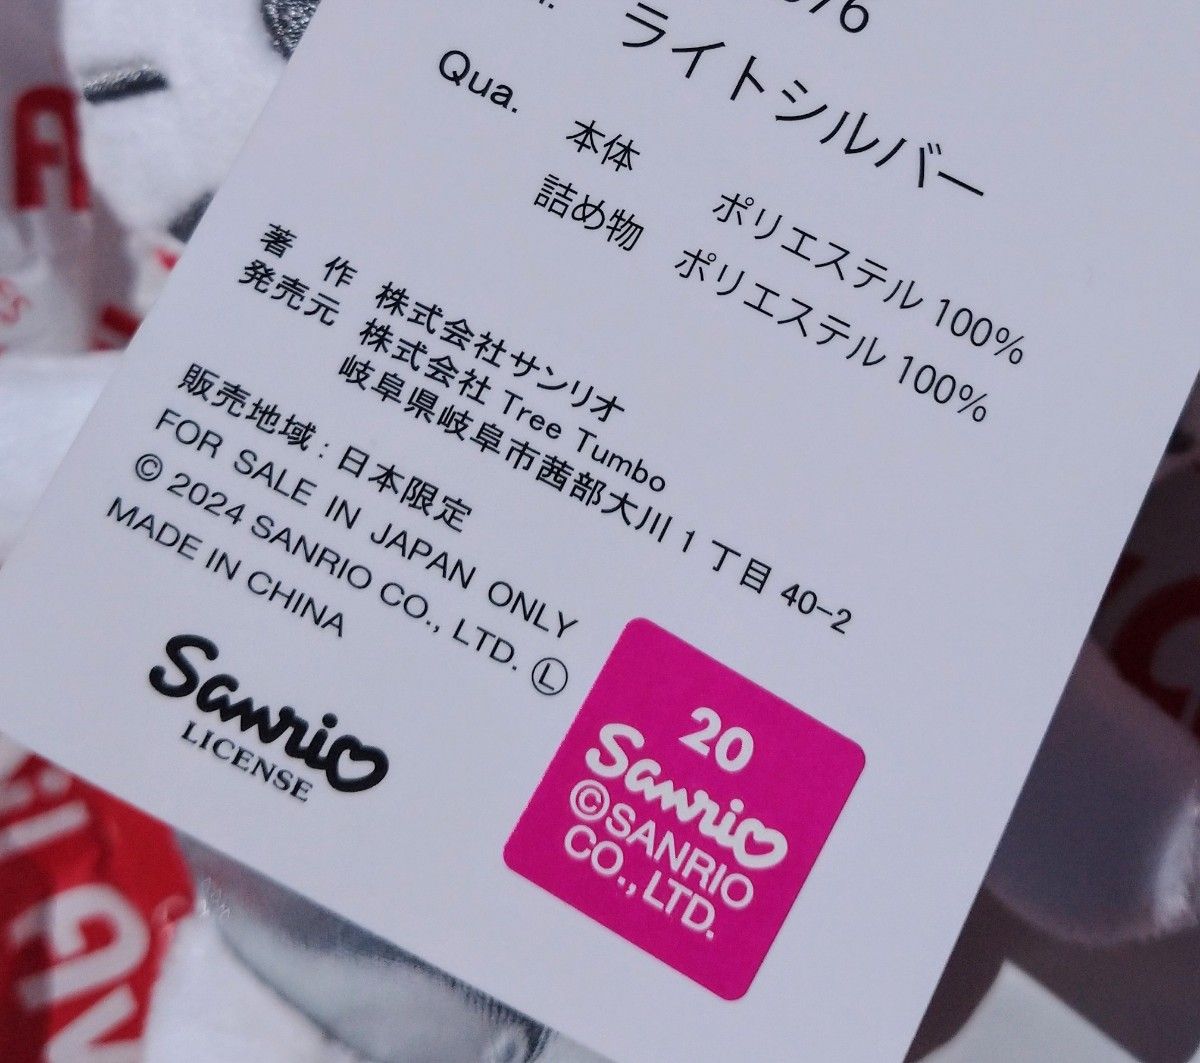 ライトシルバー
Qua.
本体 ポリエステル 100%
詰め物 ポリエステル 100%
著 作 株式会社サンリオ
発売元 株式会社 Tree Tumbo
岐阜県岐阜市茜部大川 1 丁目 40-2
販売地域：日本限定
FOR SALE IN JAPAN ONLY
© 2024 SANRIO CO., LTD. Ⓛ
MADE IN CHINA
Sanrio
LICENSE
20
Sanrio
©SANRIO
CO., LTD.